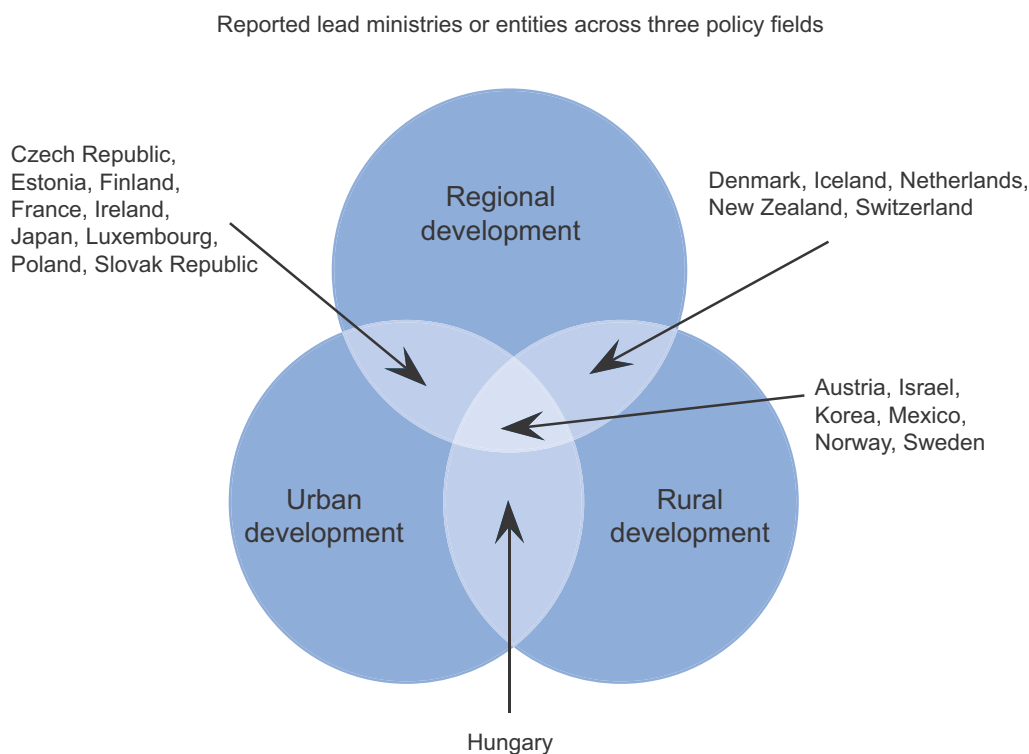 Reported lead ministries or entities across three policy fields
Czech Republic,
Estonia, Finland,
France, Ireland,
Japan, Luxembourg,
Poland, Slovak Republic
Regional
development
Denmark, Iceland, Netherlands,
New Zealand, Switzerland
Austria, Israel,
Korea, Mexico,
Norway, Sweden
Urban
development
Rural
development
Hungary